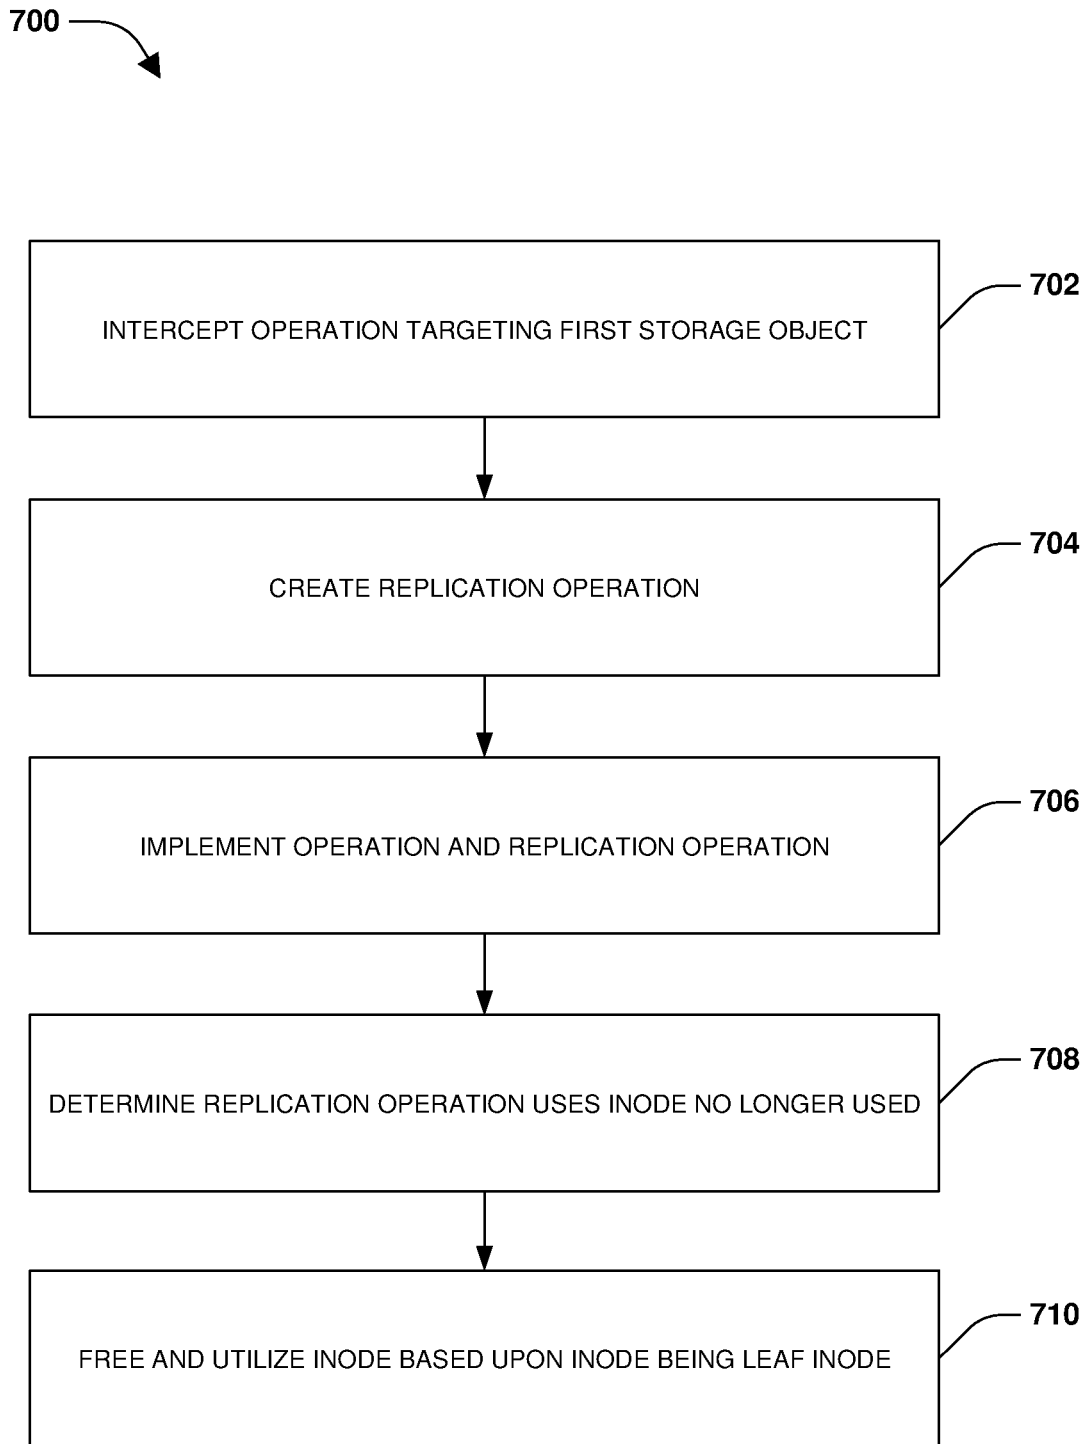 700
INTERCEPT OPERATION TARGETING FIRST STORAGE OBJECT
702
CREATE REPLICATION OPERATION
704
IMPLEMENT OPERATION AND REPLICATION OPERATION
706
DETERMINE REPLICATION OPERATION USES INODE NO LONGER USED
708
FREE AND UTILIZE INODE BASED UPON INODE BEING LEAF INODE
710